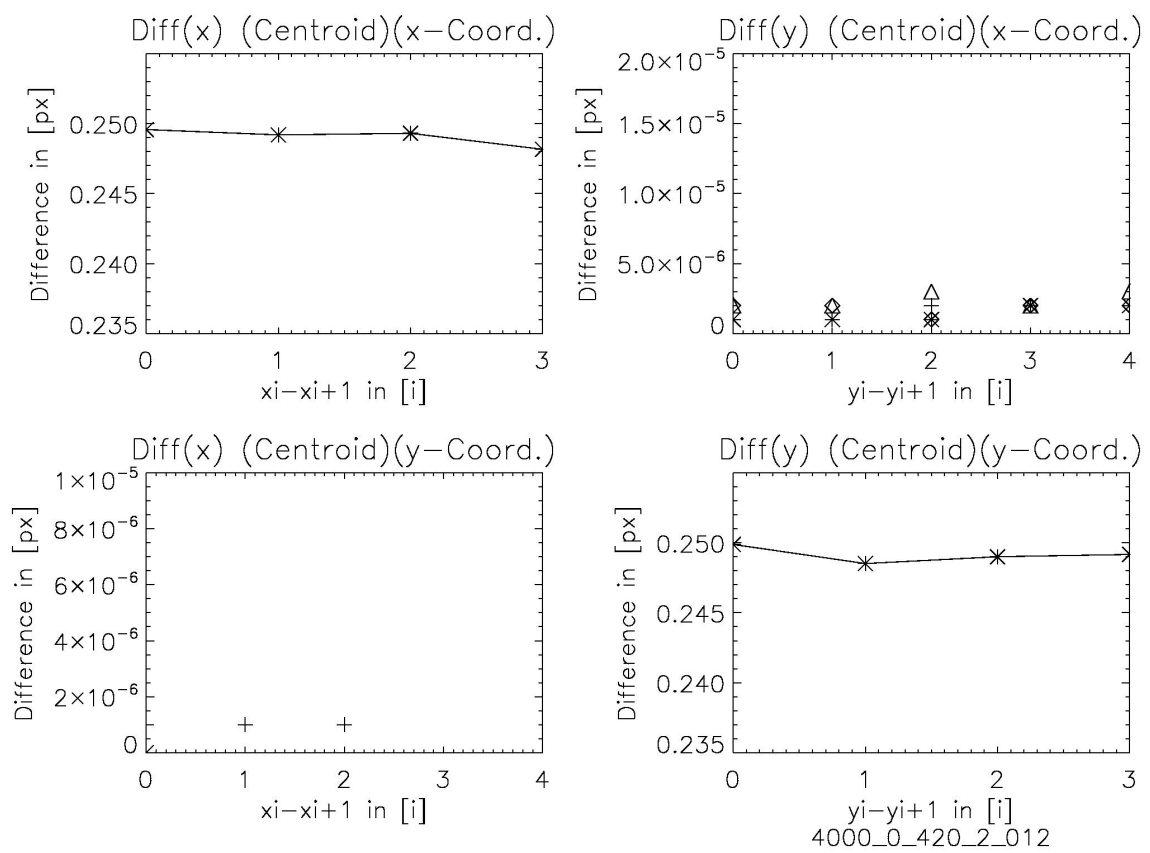 Diff(x) (Centroid)(x-Coord.)
Difference in [px]
0.250
0.245
0.240
0.235
0 1 2 3
xi-xi+1 in [i]
Diff(y) (Centroid)(x-Coord.)
Difference in [px]
2.0×10⁻⁵
1.5×10⁻⁵
1.0×10⁻⁵
5.0×10⁻⁶
0
0 1 2 3 4
yi-yi+1 in [i]
Diff(x) (Centroid)(y-Coord.)
Difference in [px]
1×10⁻⁵
8×10⁻⁶
6×10⁻⁶
4×10⁻⁶
2×10⁻⁶
0
0 1 2 3 4
xi-xi+1 in [i]
Diff(y) (Centroid)(y-Coord.)
Difference in [px]
0.250
0.245
0.240
0.235
0 1 2 3
yi-yi+1 in [i]
4000_0_420_2_012